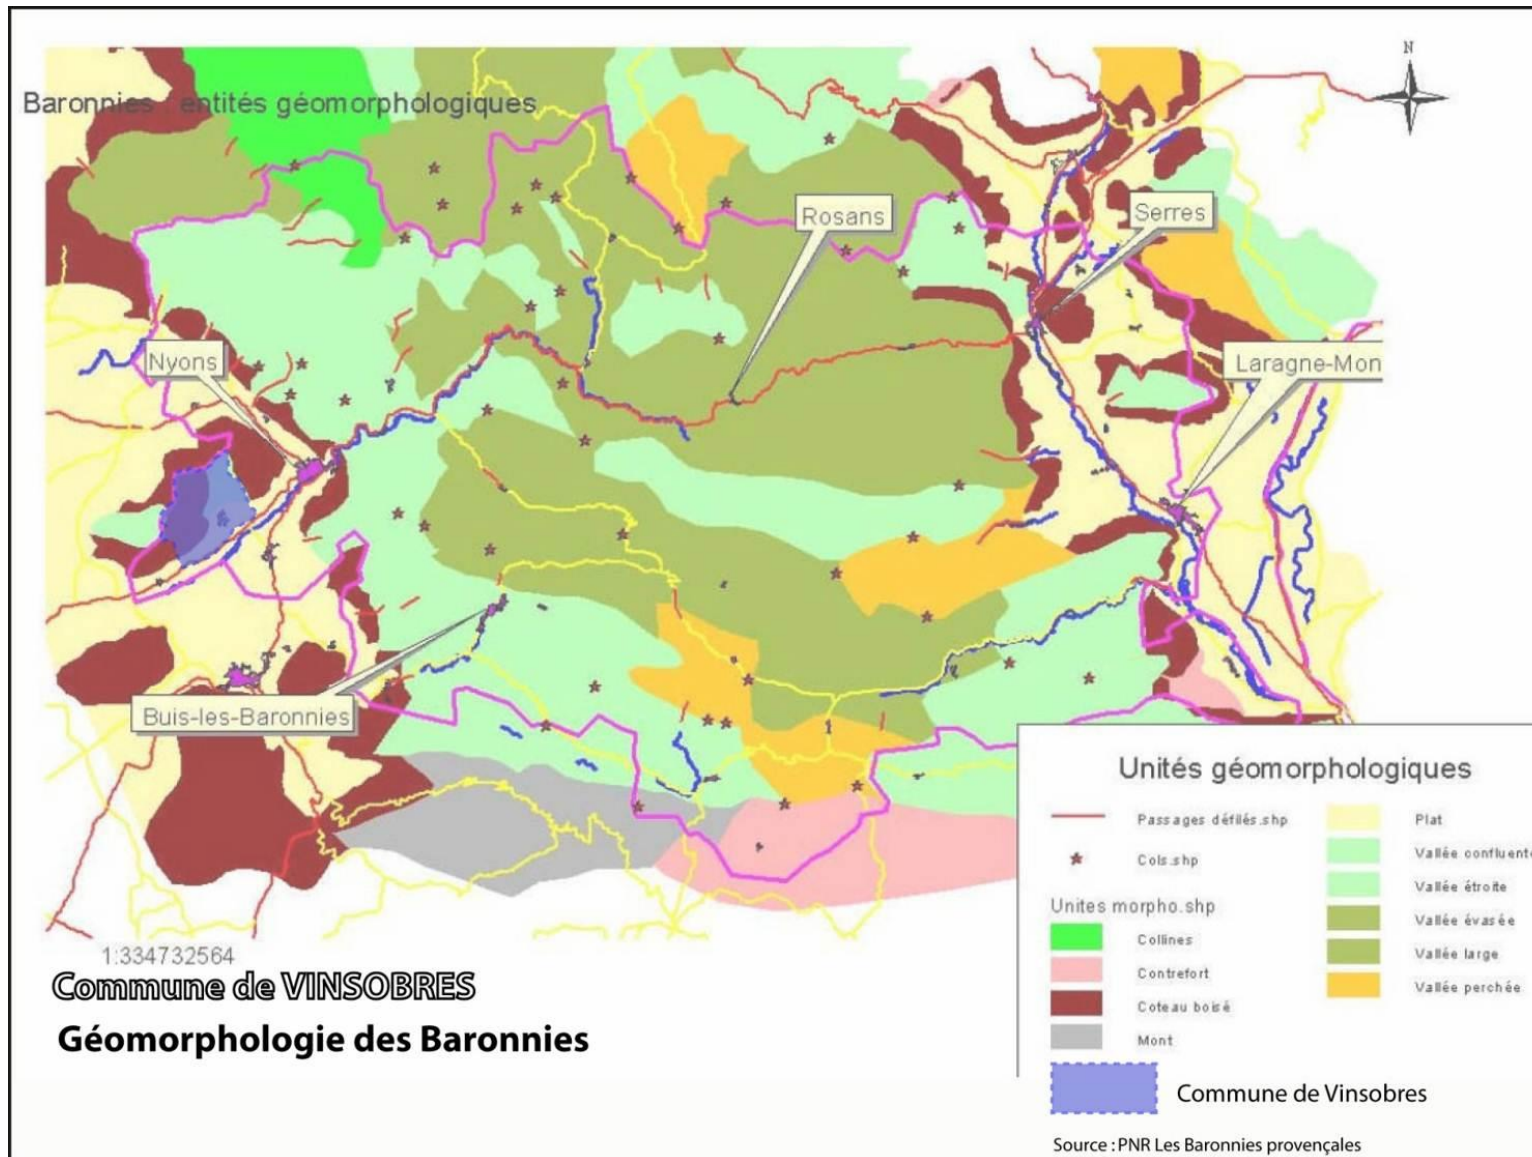 N
Baronnies : entités géomorphologiques
Rosans
Serres
Nyons
Laragne-Mon
Buis-les-Baronnies
Unités géomorphologiques
Passages défilés.shp
Cols.shp
Unites morpho.shp
Collines
Contrefort
Coteau boisé
Mont
Plat
Vallée confluente
Vallée étroite
Vallée évasée
Vallée large
Vallée perchée
1:334732564
Commune de VINSOBRES
Géomorphologie des Baronnies
Commune de Vinsobres
Source : PNR Les Baronnies provençales